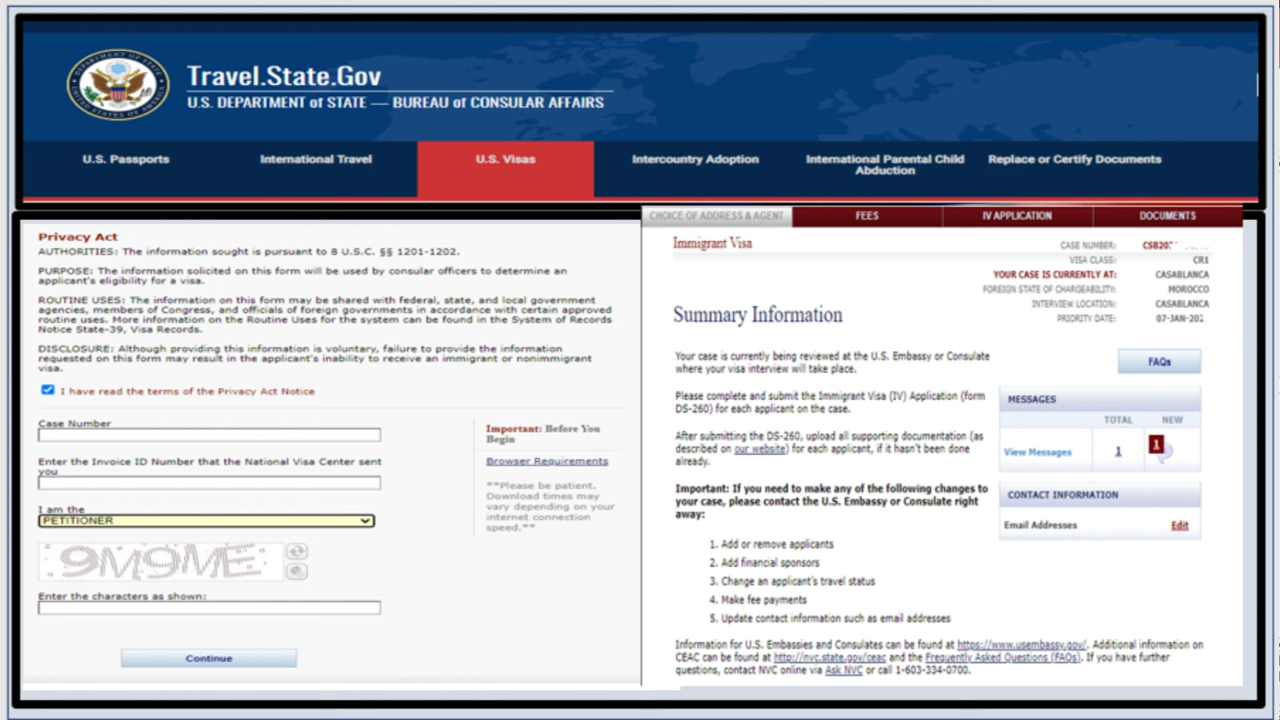 Travel.State.Gov
U.S. DEPARTMENT of STATE — BUREAU of CONSULAR AFFAIRS
U.S. Passports
International Travel
U.S. Visas
Intercountry Adoption
International Parental Child
Abduction
Replace or Certify Documents
Privacy Act
AUTHORITIES: The information sought is pursuant to 8 U.S.C. §§ 1201-1202.
PURPOSE: The information solicited on this form will be used by consular officers to determine an
applicant's eligibility for a visa.
ROUTINE USES: The information on this form may be shared with federal, state, and local government
agencies, members of Congress, and officials of foreign governments in accordance with certain approved
routine uses. More information on the Routine Uses for the system can be found in the System of Records
Notice State-39, Visa Records.
DISCLOSURE: Although providing this information is voluntary, failure to provide the information
requested on this form may result in the applicant's inability to receive an immigrant or nonimmigrant
visa.
I have read the terms of the Privacy Act Notice
Case Number
Enter the Invoice ID Number that the National Visa Center sent
you
I am the
PETITIONER
9M9ME
Enter the characters as shown:
Continue
Important: Before You
Begin
Browser Requirements
**Please be patient.
Download times may
vary depending on your
internet connection
speed.**
CHOICE OF ADDRESS & AGENT
FEES
IV APPLICATION
DOCUMENTS
Immigrant Visa
CASE NUMBER:
VISA CLASS: CR1
YOUR CASE IS CURRENTLY AT: CASABLANCA
FOREIGN STATE OF CHARGEABILITY: MOROCCO
INTERVIEW LOCATION: CASABLANCA
PRIORITY DATE: 07-JAN-202
Summary Information
Your case is currently being reviewed at the U.S. Embassy or Consulate
where your visa interview will take place.
Please complete and submit the Immigrant Visa (IV) Application (form
DS-260) for each applicant on the case.
After submitting the DS-260, upload all supporting documentation (as
described on our website) for each applicant, if it hasn't been done
already.
Important: If you need to make any of the following changes to
your case, please contact the U.S. Embassy or Consulate right
away:
1. Add or remove applicants
2. Add financial sponsors
3. Change an applicant's travel status
4. Make fee payments
5. Update contact information such as email addresses
FAQs
MESSAGES
TOTAL NEW
View Messages 1 1
CONTACT INFORMATION
Email Addresses Edit
Information for U.S. Embassies and Consulates can be found at https://www.usembassy.gov/. Additional information on
CEAC can be found at http://nvc.state.gov/ceac and the Frequently Asked Questions (FAQs). If you have further
questions, contact NVC online via Ask NVC or call 1-603-334-0700.